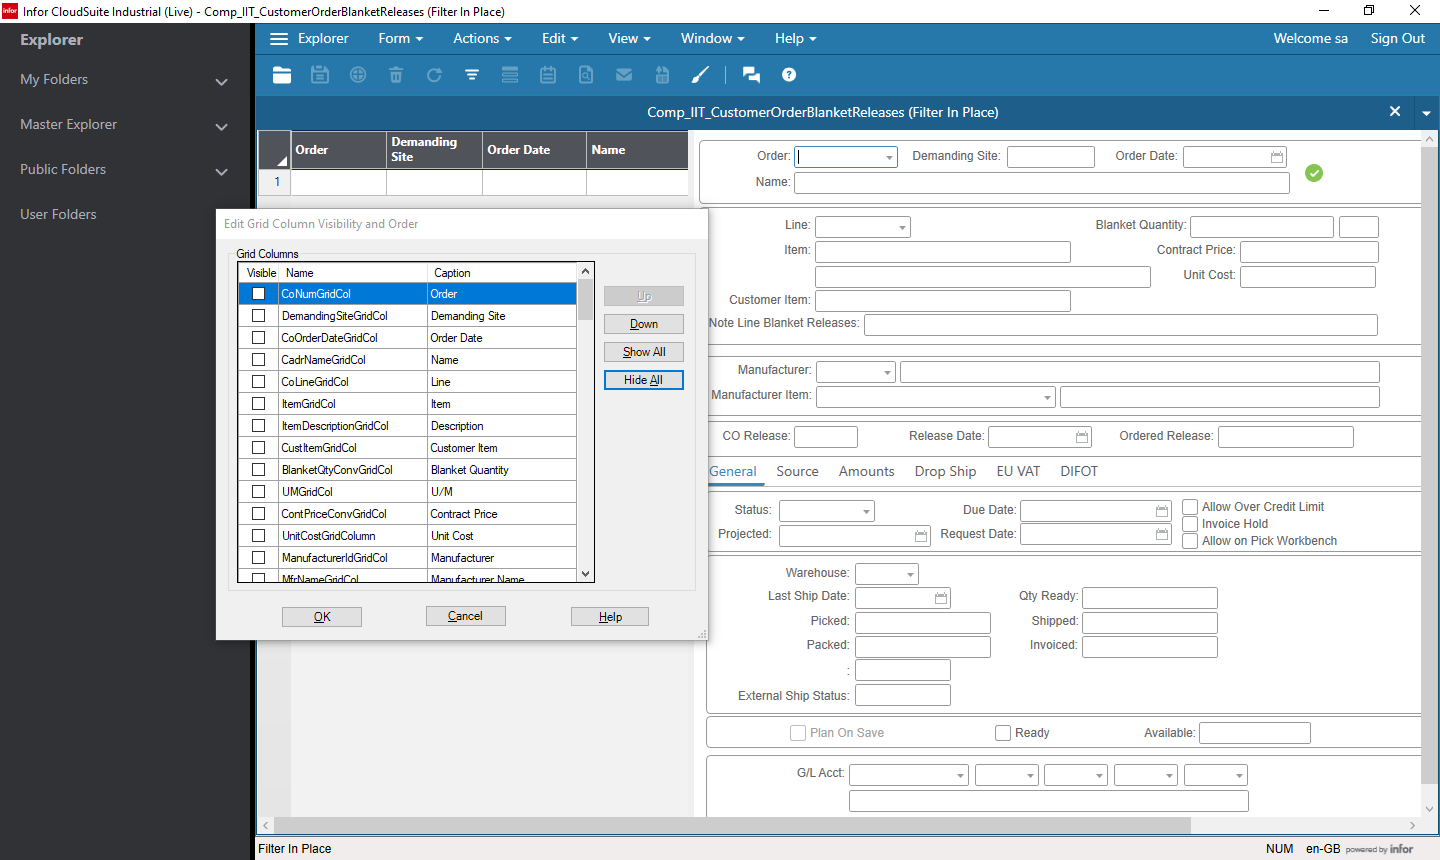 infor Infor CloudSuite Industrial (Live) - Comp_IIT_CustomerOrderBlanketReleases (Filter In Place)
Explorer
My Folders
Master Explorer
Public Folders
User Folders
Explorer Form Actions Edit View Window Help Welcome sa Sign Out
Comp_IIT_CustomerOrderBlanketReleases (Filter In Place)
Order Demanding Site Order Date Name
1
Order: Demanding Site: Order Date:
Name:
Line: Blanket Quantity:
Item: Contract Price:
Unit Cost:
Customer Item:
Note Line Blanket Releases:
Manufacturer:
Manufacturer Item:
CO Release: Release Date: Ordered Release:
General Source Amounts Drop Ship EU VAT DIFOT
Status: Due Date: Allow Over Credit Limit
Invoice Hold
Projected: Request Date: Allow on Pick Workbench
Warehouse:
Last Ship Date: Qty Ready:
Picked: Shipped:
Packed: Invoiced:
:
External Ship Status:
Plan On Save Ready Available:
G/L Acct:
Edit Grid Column Visibility and Order
Grid Columns
Visible Name Caption
CoNumGridCol Order
DemandingSiteGridCol Demanding Site
CoOrderDateGridCol Order Date
CadrNameGridCol Name
CoLineGridCol Line
ItemGridCol Item
ItemDescriptionGridCol Description
CustItemGridCol Customer Item
BlanketQtyConvGridCol Blanket Quantity
UMGridCol U/M
ContPriceConvGridCol Contract Price
UnitCostGridColumn Unit Cost
ManufacturerIdGridCol Manufacturer
MfrNameGridCol Manufacturer Name
Up
Down
Show All
Hide All
OK Cancel Help
Filter In Place NUM en-GB powered by infor